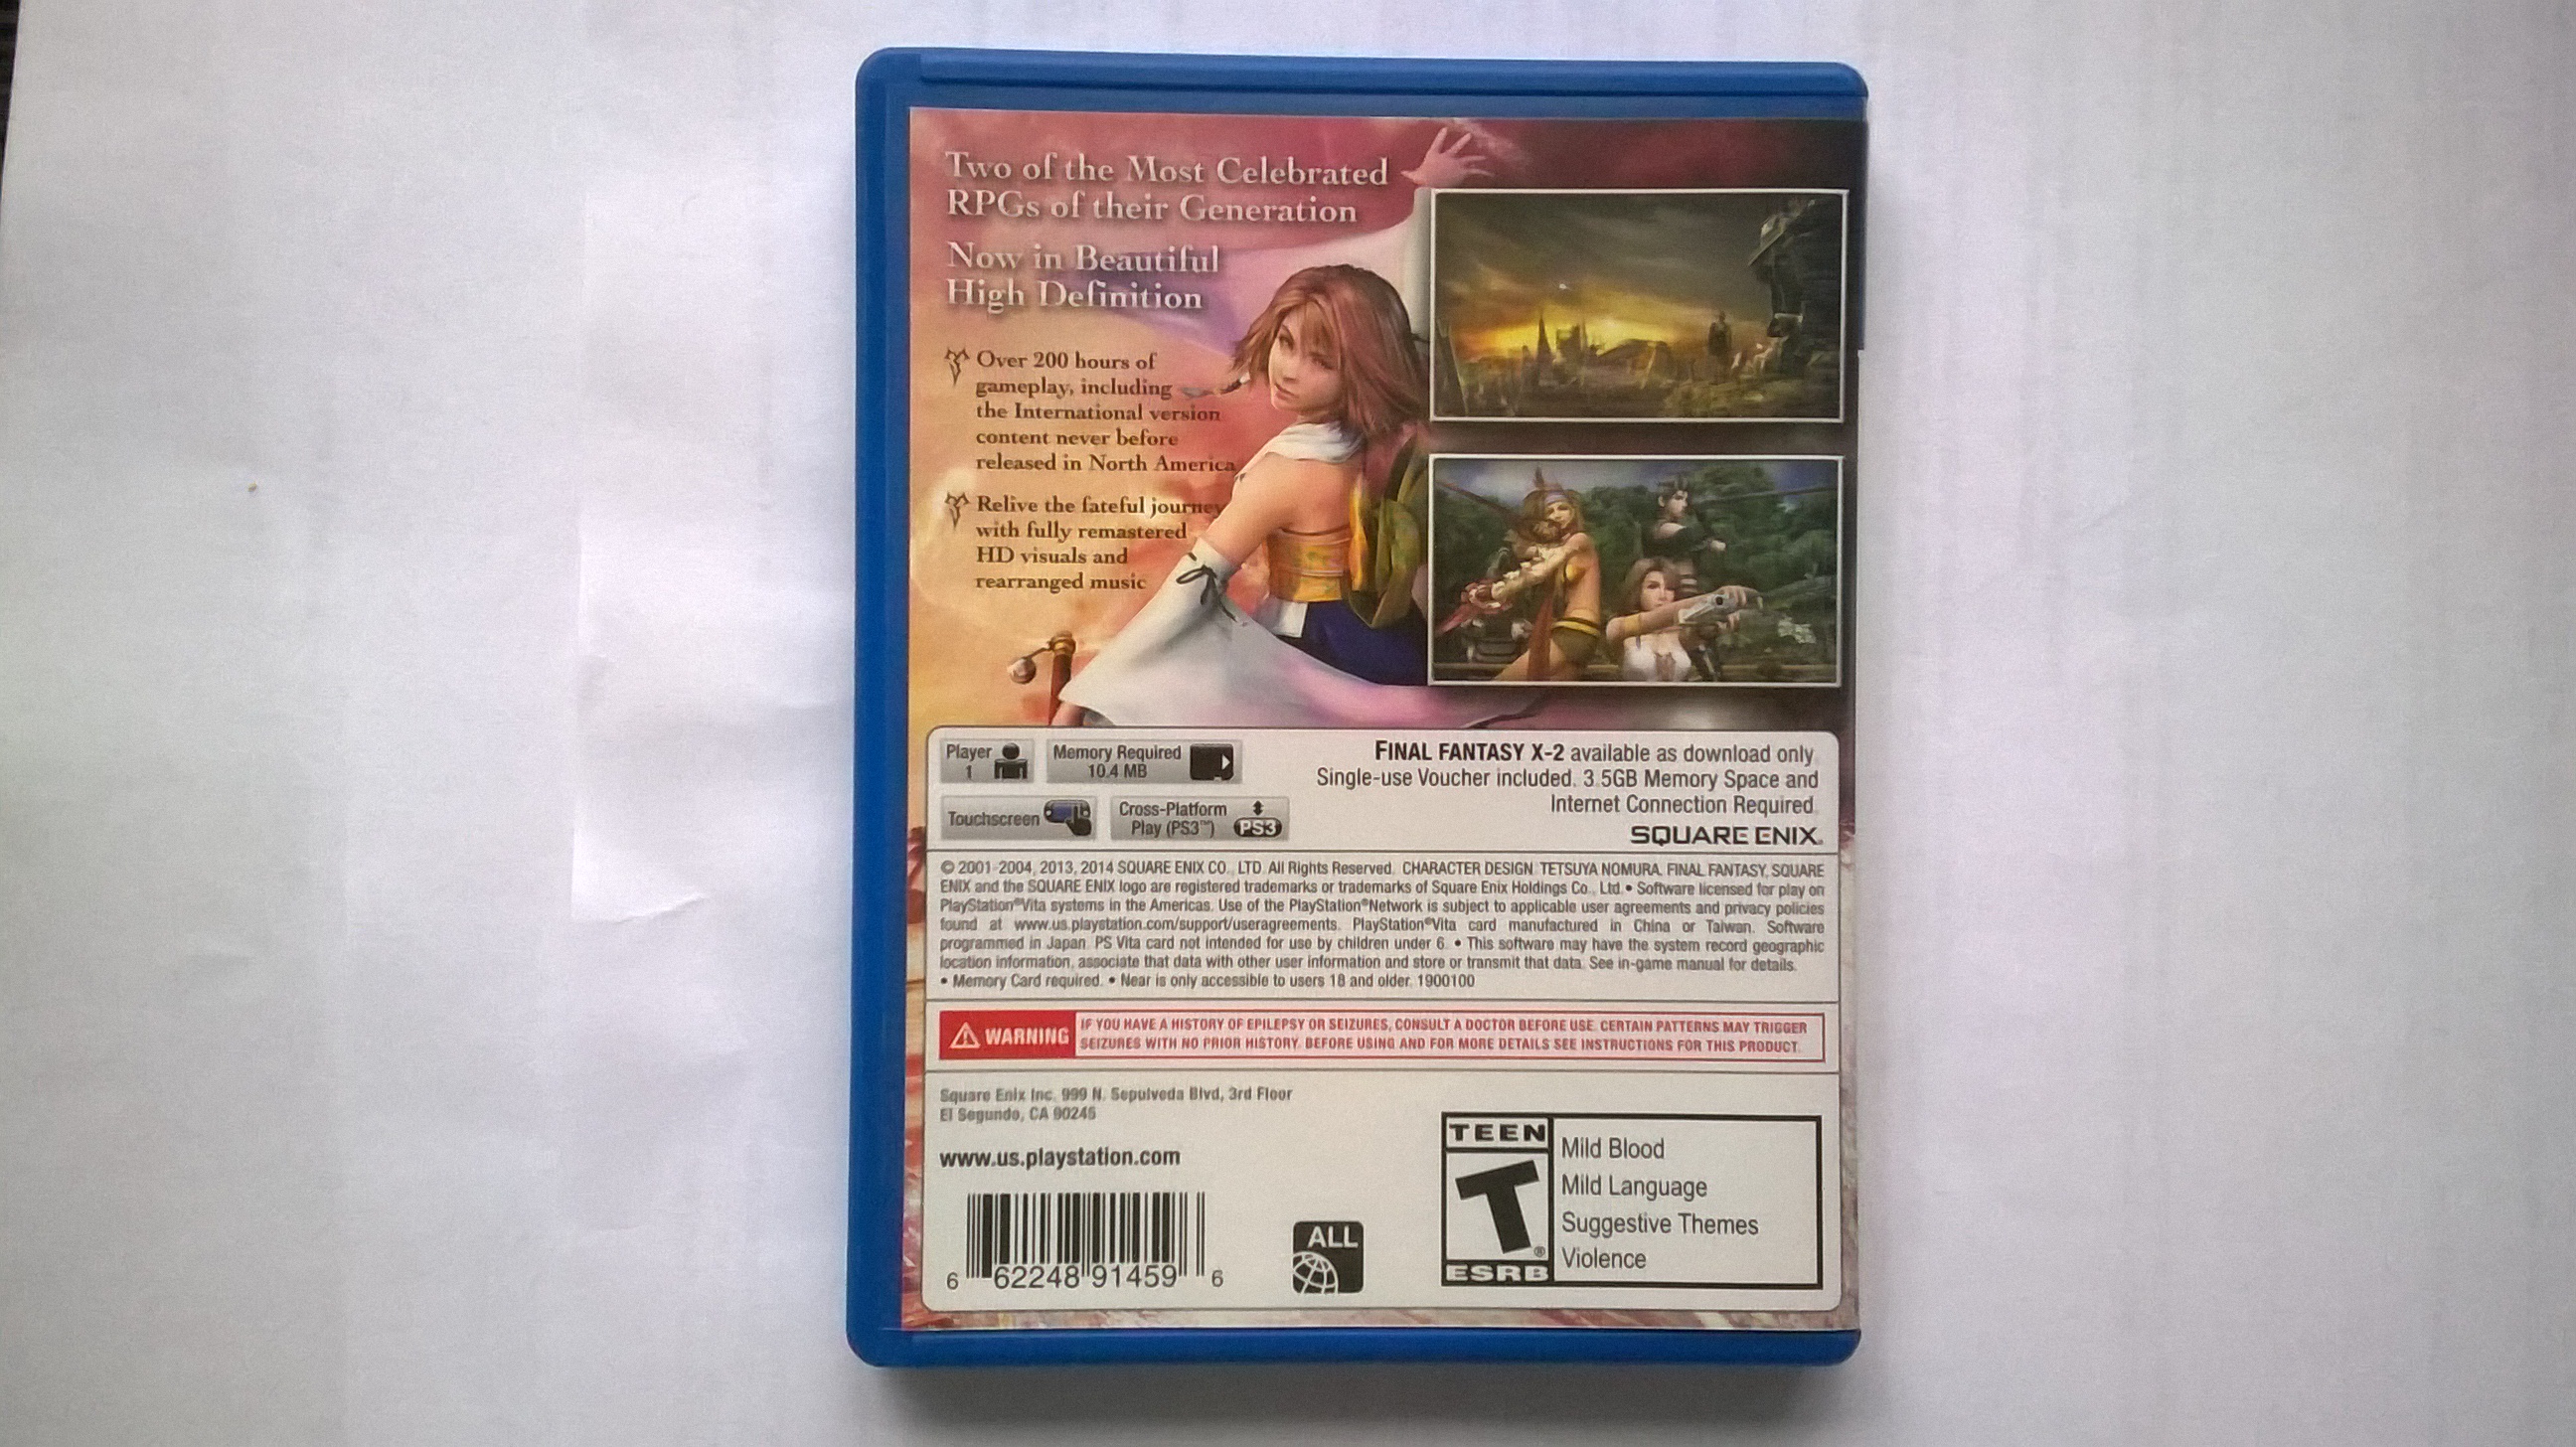 Two of the Most Celebrated
RPGs of their Generation
Now in Beautiful
High Definition
Over 200 hours of
gameplay, including
the International version
content never before
released in North America
Relive the fateful journey
with fully remastered
HD visuals and
rearranged music
Player
1
Memory Required
10.4 MB
Touchscreen
Cross-Platform
Play (PS3™)
PS3
FINAL FANTASY X-2 available as download only.
Single-use Voucher included. 3.5GB Memory Space and
Internet Connection Required.
SQUARE ENIX.
© 2001-2004, 2013, 2014 SQUARE ENIX CO., LTD. All Rights Reserved. CHARACTER DESIGN: TETSUYA NOMURA. FINAL FANTASY, SQUARE
ENIX and the SQUARE ENIX logo are registered trademarks or trademarks of Square Enix Holdings Co., Ltd. • Software licensed for play on
PlayStation®Vita systems in the Americas. Use of the PlayStation®Network is subject to applicable user agreements and privacy policies
found at www.us.playstation.com/support/useragreements. PlayStation®Vita card manufactured in China or Taiwan. Software
programmed in Japan. PS Vita card not intended for use by children under 6. • This software may have the system record geographic
location information, associate that data with other user information and store or transmit that data. See in-game manual for details.
• Memory Card required. • Near is only accessible to users 18 and older. 1900100
WARNING
IF YOU HAVE A HISTORY OF EPILEPSY OR SEIZURES, CONSULT A DOCTOR BEFORE USE. CERTAIN PATTERNS MAY TRIGGER
SEIZURES WITH NO PRIOR HISTORY. BEFORE USING AND FOR MORE DETAILS SEE INSTRUCTIONS FOR THIS PRODUCT.
Square Enix Inc. 999 N. Sepulveda Blvd, 3rd Floor
El Segundo, CA 90245
www.us.playstation.com
6 62248 91459 6
ALL
TEEN
T®
ESRB
Mild Blood
Mild Language
Suggestive Themes
Violence